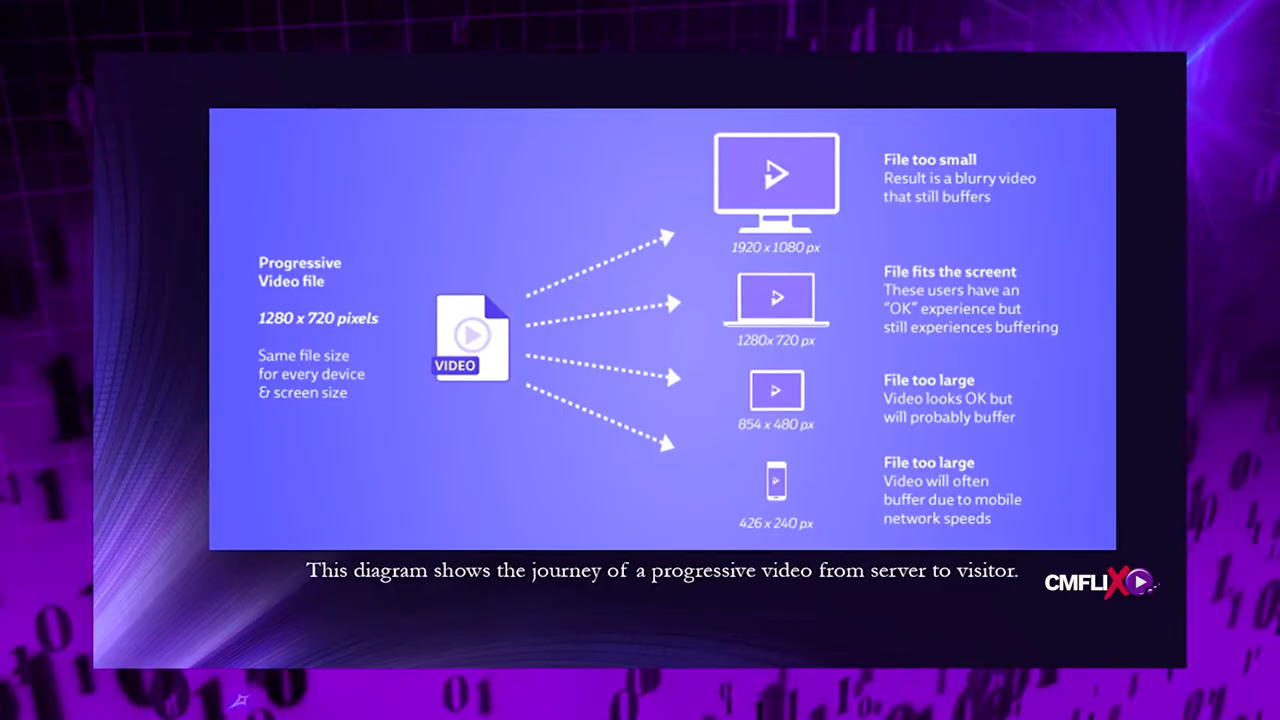 Progressive
Video file
1280 x 720 pixels
Same file size
for every device
& screen size
VIDEO
1920 x 1080 px
File too small
Result is a blurry video
that still buffers
1280x 720 px
File fits the screent
These users have an
“OK” experience but
still experiences buffering
854 x 480 px
File too large
Video looks OK but
will probably buffer
426 x 240 px
File too large
Video will often
buffer due to mobile
network speeds
This diagram shows the journey of a progressive video from server to visitor.
CMFLIX
01